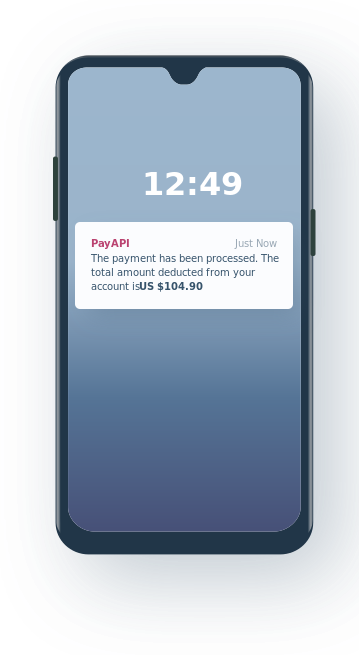 12:49
PayAPI Just Now
The payment has been processed. The
total amount deducted from your
account isUS $104.90